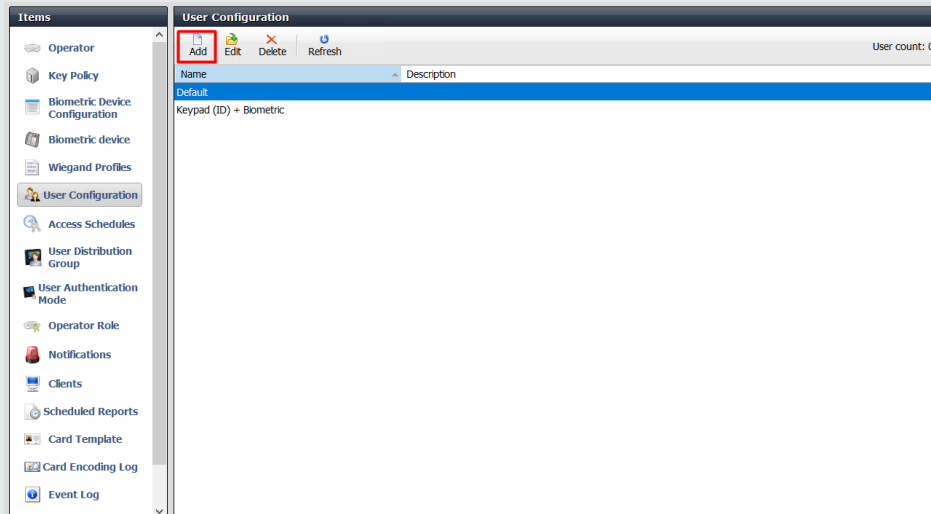 Items
Operator
Key Policy
Biometric Device
Configuration
Biometric device
Wiegand Profiles
User Configuration
Access Schedules
User Distribution
Group
User Authentication
Mode
Operator Role
Notifications
Clients
Scheduled Reports
Card Template
Card Encoding Log
Event Log
User Configuration
Add Edit Delete Refresh
User count: 0
Name Description
Default
Keypad (ID) + Biometric